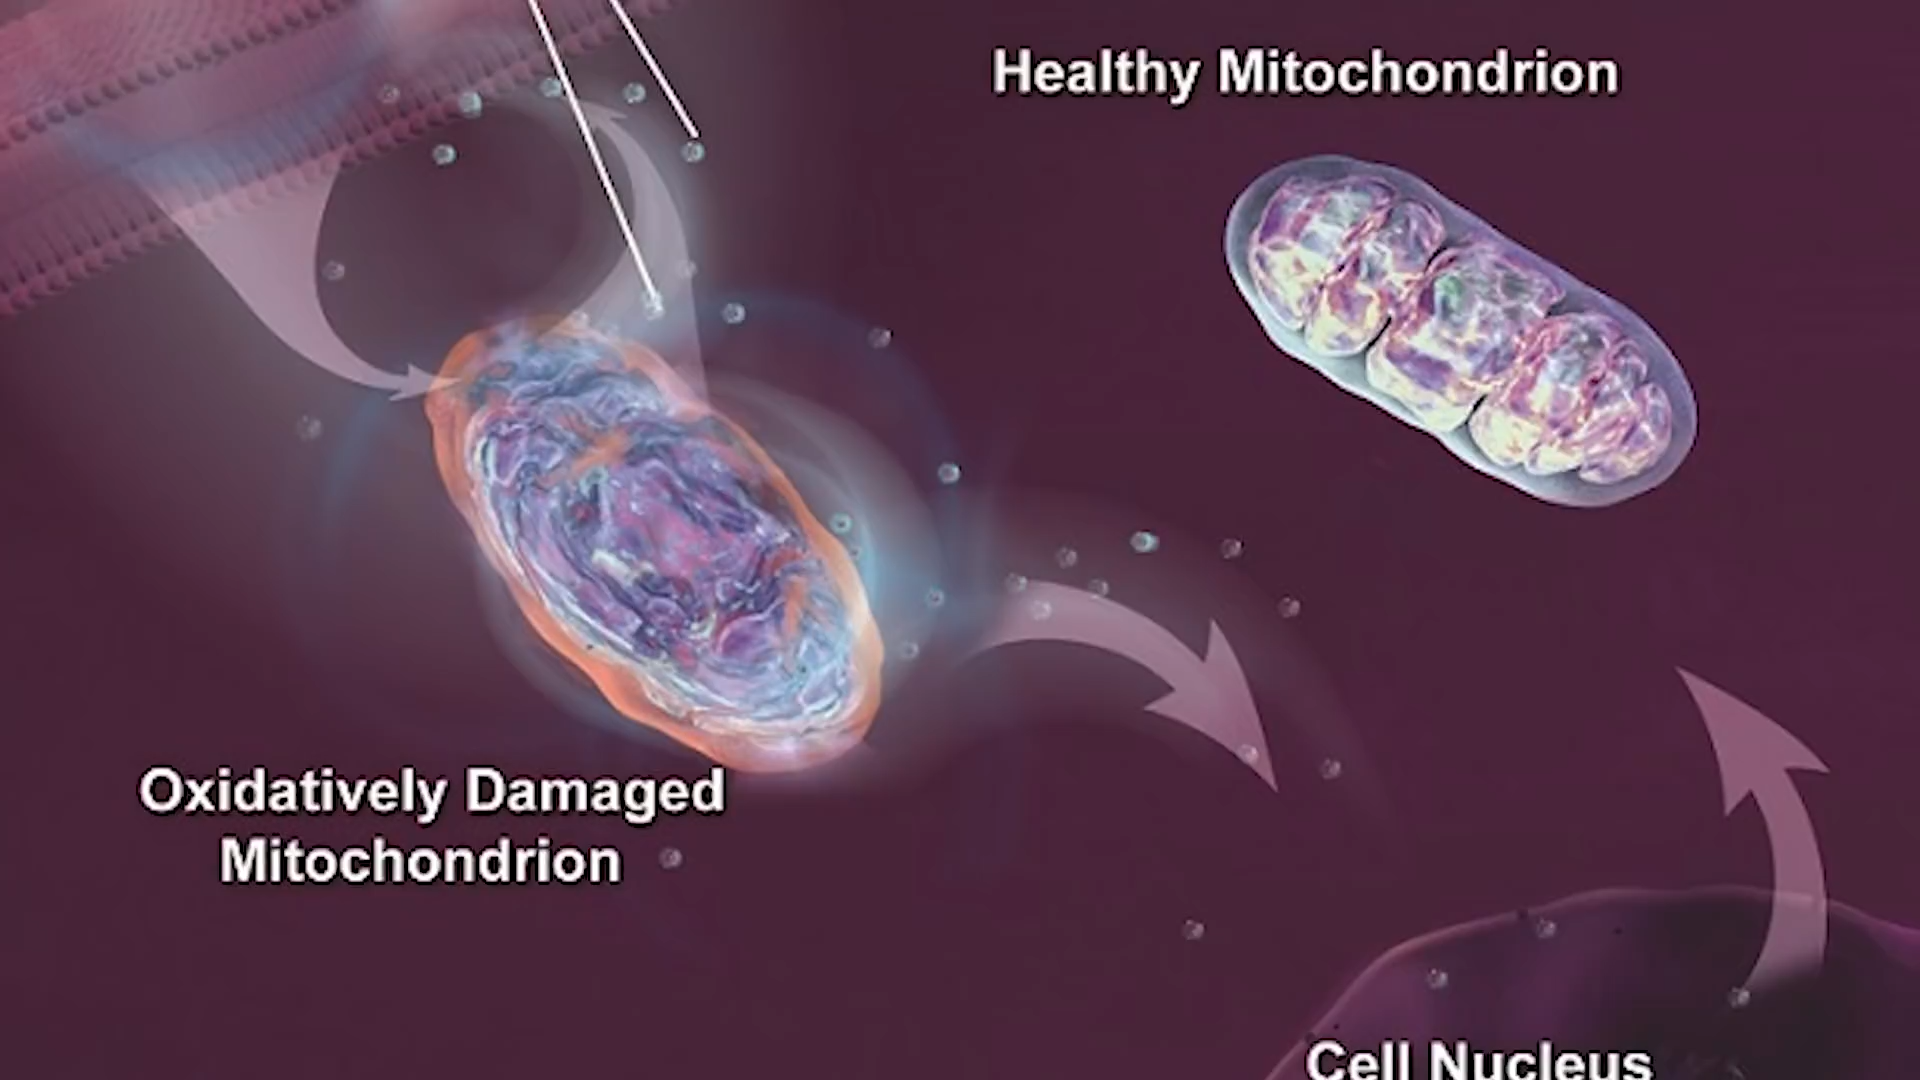 Healthy Mitochondrion
Oxidatively Damaged
Mitochondrion
Cell Nucleus